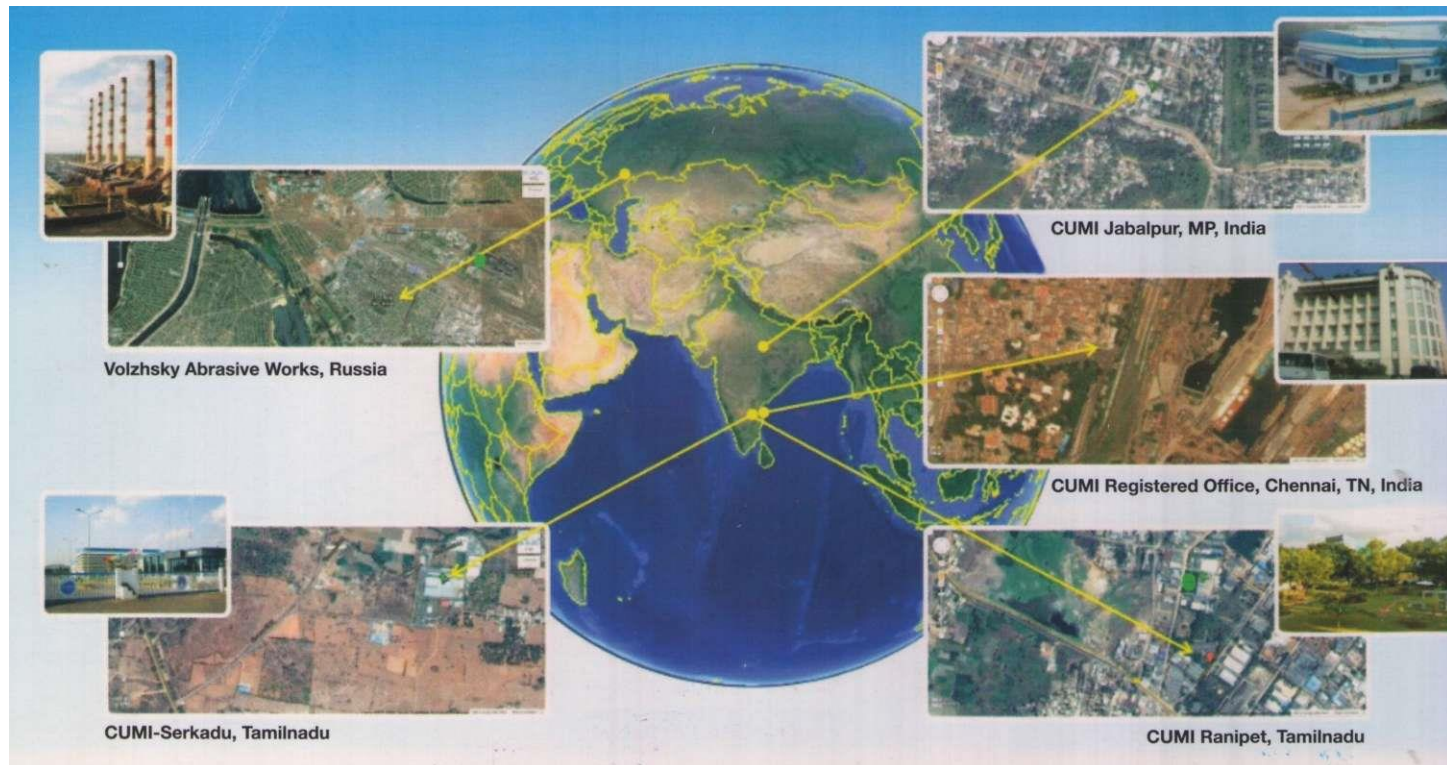 CUMI Jabalpur, MP, India
Volzhsky Abrasive Works, Russia
CUMI Registered Office, Chennai, TN, India
CUMI-Serkadu, Tamilnadu
CUMI Ranipet, Tamilnadu